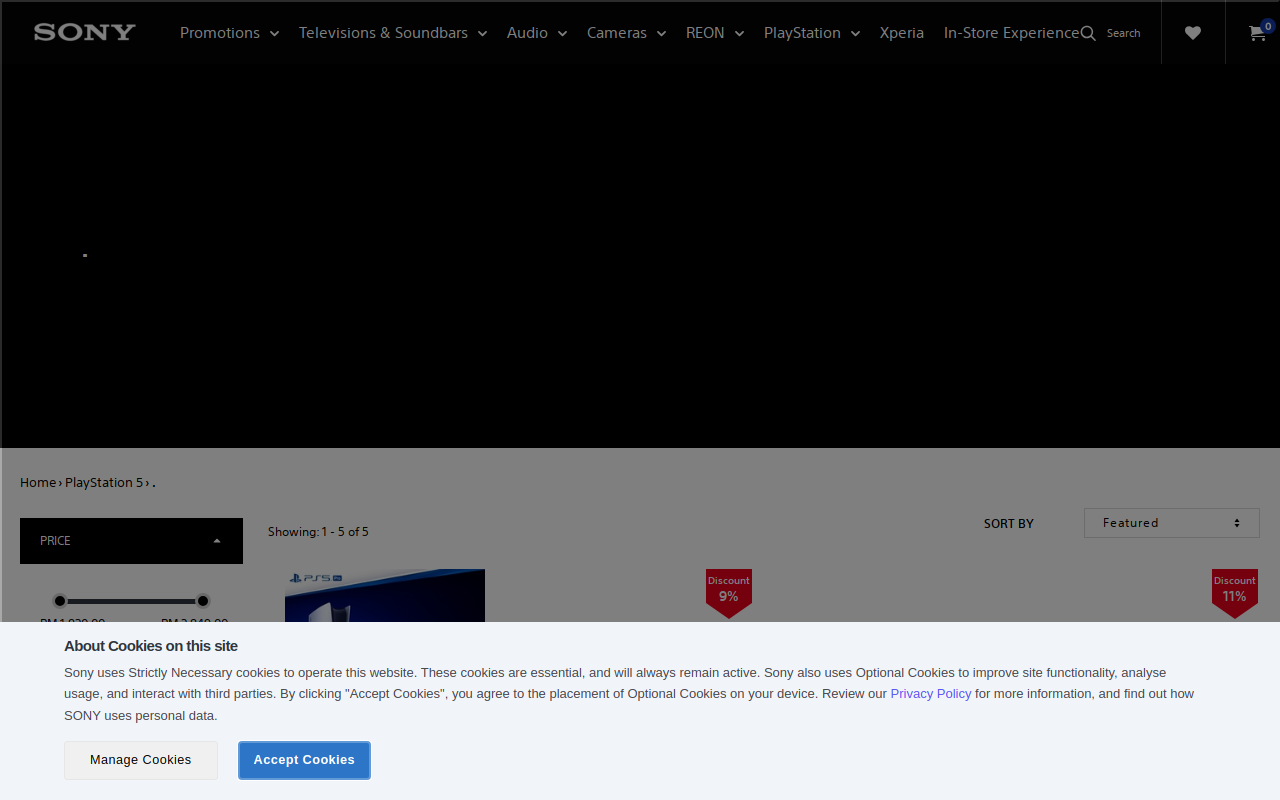 SONY
Promotions
Televisions & Soundbars
Audio
Cameras
REON
PlayStation
Xperia
In-Store Experience
Search
0
.
Home › PlayStation 5 › .
PRICE
Showing: 1 - 5 of 5
SORT BY
Featured
PS5 Pro
Discount
9%
Discount
11%
About Cookies on this site
Sony uses Strictly Necessary cookies to operate this website. These cookies are essential, and will always remain active. Sony also uses Optional Cookies to improve site functionality, analyse
usage, and interact with third parties. By clicking "Accept Cookies", you agree to the placement of Optional Cookies on your device. Review our Privacy Policy for more information, and find out how
SONY uses personal data.
Manage Cookies
Accept Cookies